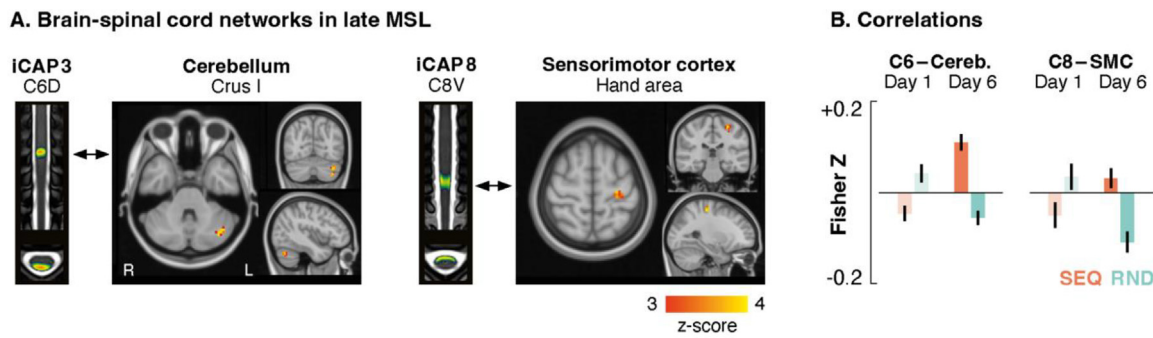 A. Brain-spinal cord networks in late MSL
iCAP3
C6D
Cerebellum
Crus I
R
L
iCAP8
C8V
Sensorimotor cortex
Hand area
3
4
z-score
B. Correlations
C6–Cereb.
Day 1 Day 6
C8–SMC
Day 1 Day 6
+0.2
Fisher Z
-0.2
SEQ RND